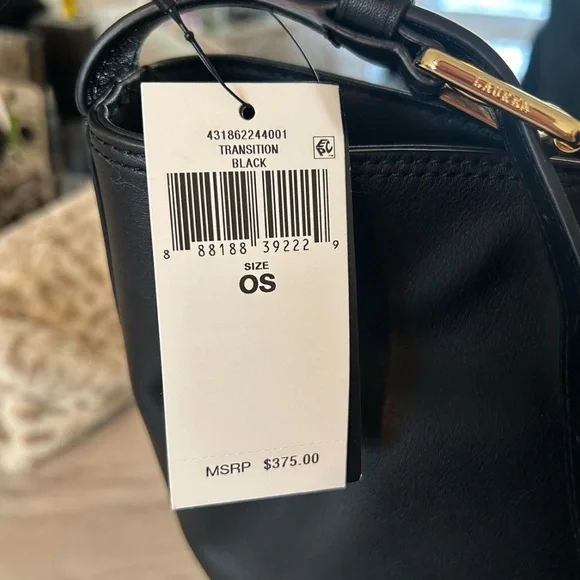 LAUREN
431862244001
TRANSITION
BLACK
8 88188 39222 9
SIZE
OS
MSRP $375.00